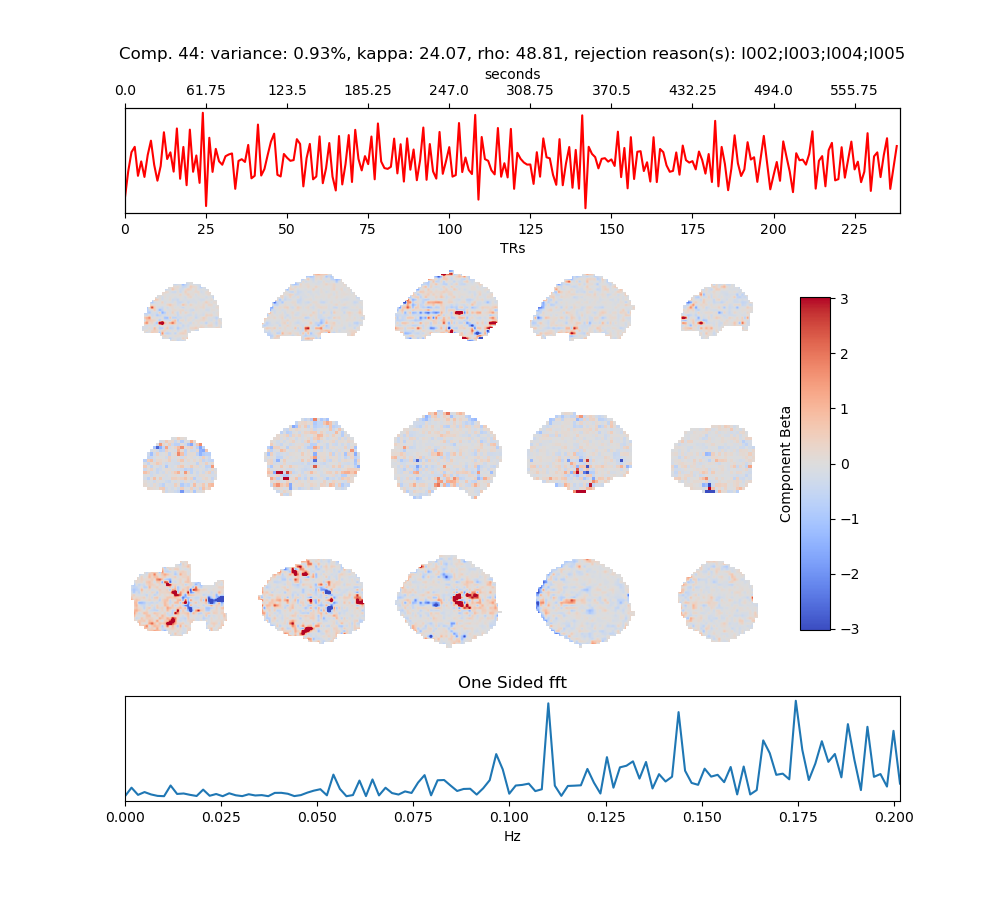 Comp. 44: variance: 0.93%, kappa: 24.07, rho: 48.81, rejection reason(s): I002;I003;I004;I005
seconds
0.0 61.75 123.5 185.25 247.0 308.75 370.5 432.25 494.0 555.75
0 25 50 75 100 125 150 175 200 225
TRs
3
2
1
0
−1
−2
−3
Component Beta
One Sided fft
0.000 0.025 0.050 0.075 0.100 0.125 0.150 0.175 0.200
Hz